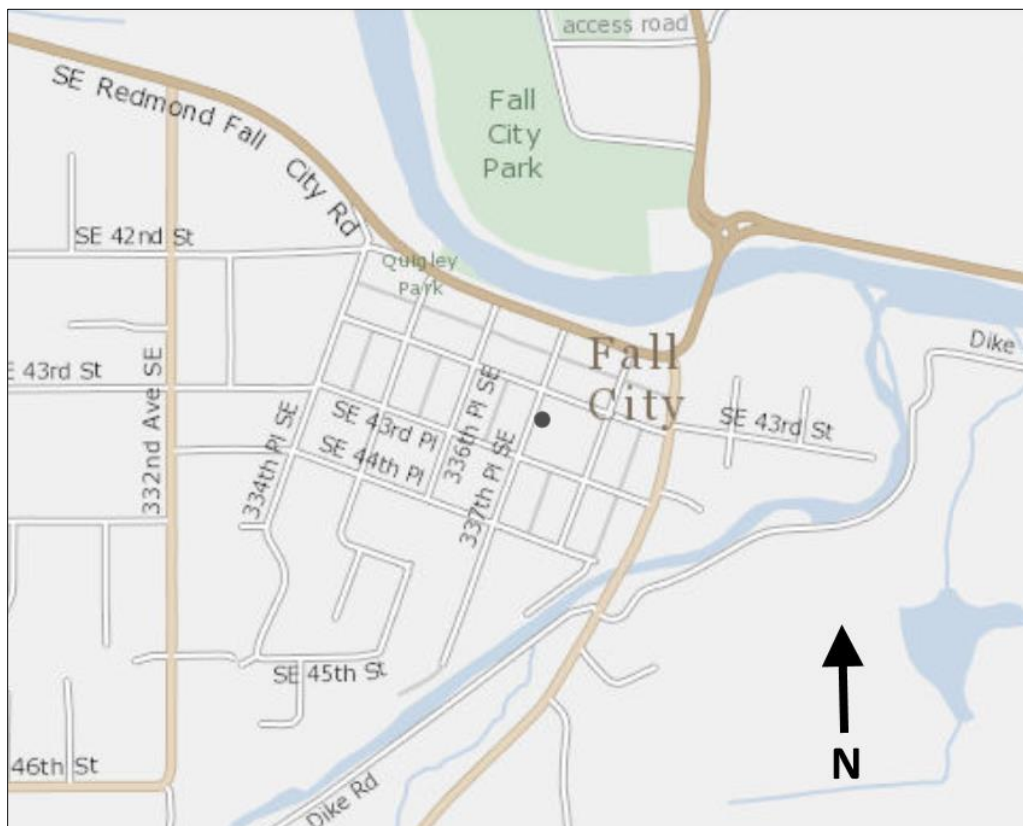 access road
Fall
City
Park
SE Redmond Fall City Rd
SE 42nd St
Quigley
Park
Fall
City
Dike
E 43rd St
332nd Ave SE
334th Pl SE
SE 43rd Pl
SE 44th Pl
336th Pl SE
337th Pl SE
SE 43rd St
SE 45th St
46th St
Dike Rd
N